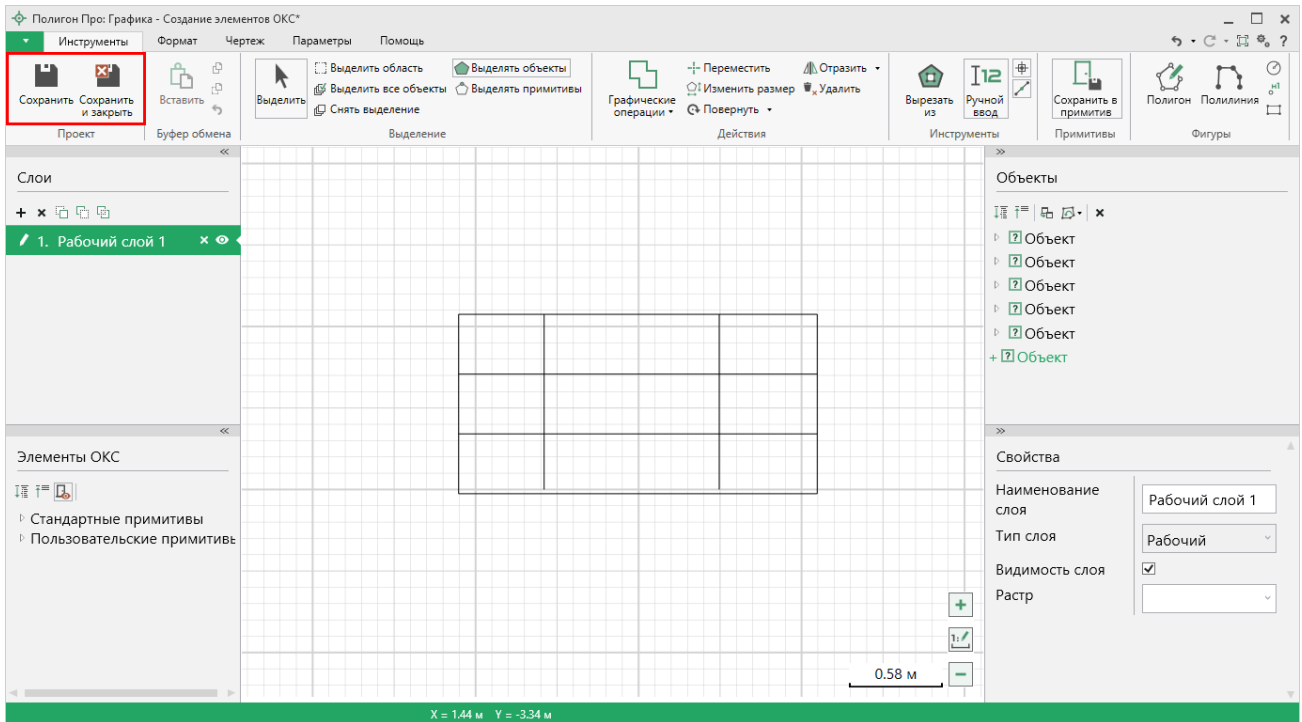 Полигон Про: Графика - Создание элементов ОКС*
Инструменты Формат Чертеж Параметры Помощь
Сохранить
Сохранить и закрыть
Проект
Вставить
Буфер обмена
Выделить
Выделить область
Выделить все объекты
Снять выделение
Выделять объекты
Выделять примитивы
Выделение
Графические операции
Переместить
Изменить размер
Повернуть
Отразить
Удалить
Действия
Вырезать из
Ручной ввод
Инструменты
Сохранить в примитив
Примитивы
Полигон
Полилиния
Фигуры
Слои
1. Рабочий слой 1
Элементы ОКС
Стандартные примитивы
Пользовательские примитивы
0.58 м
Объекты
Объект
Объект
Объект
Объект
Объект
Объект
Свойства
Наименование слоя
Рабочий слой 1
Тип слоя
Рабочий
Видимость слоя
Растр
X = 1.44 м Y = -3.34 м